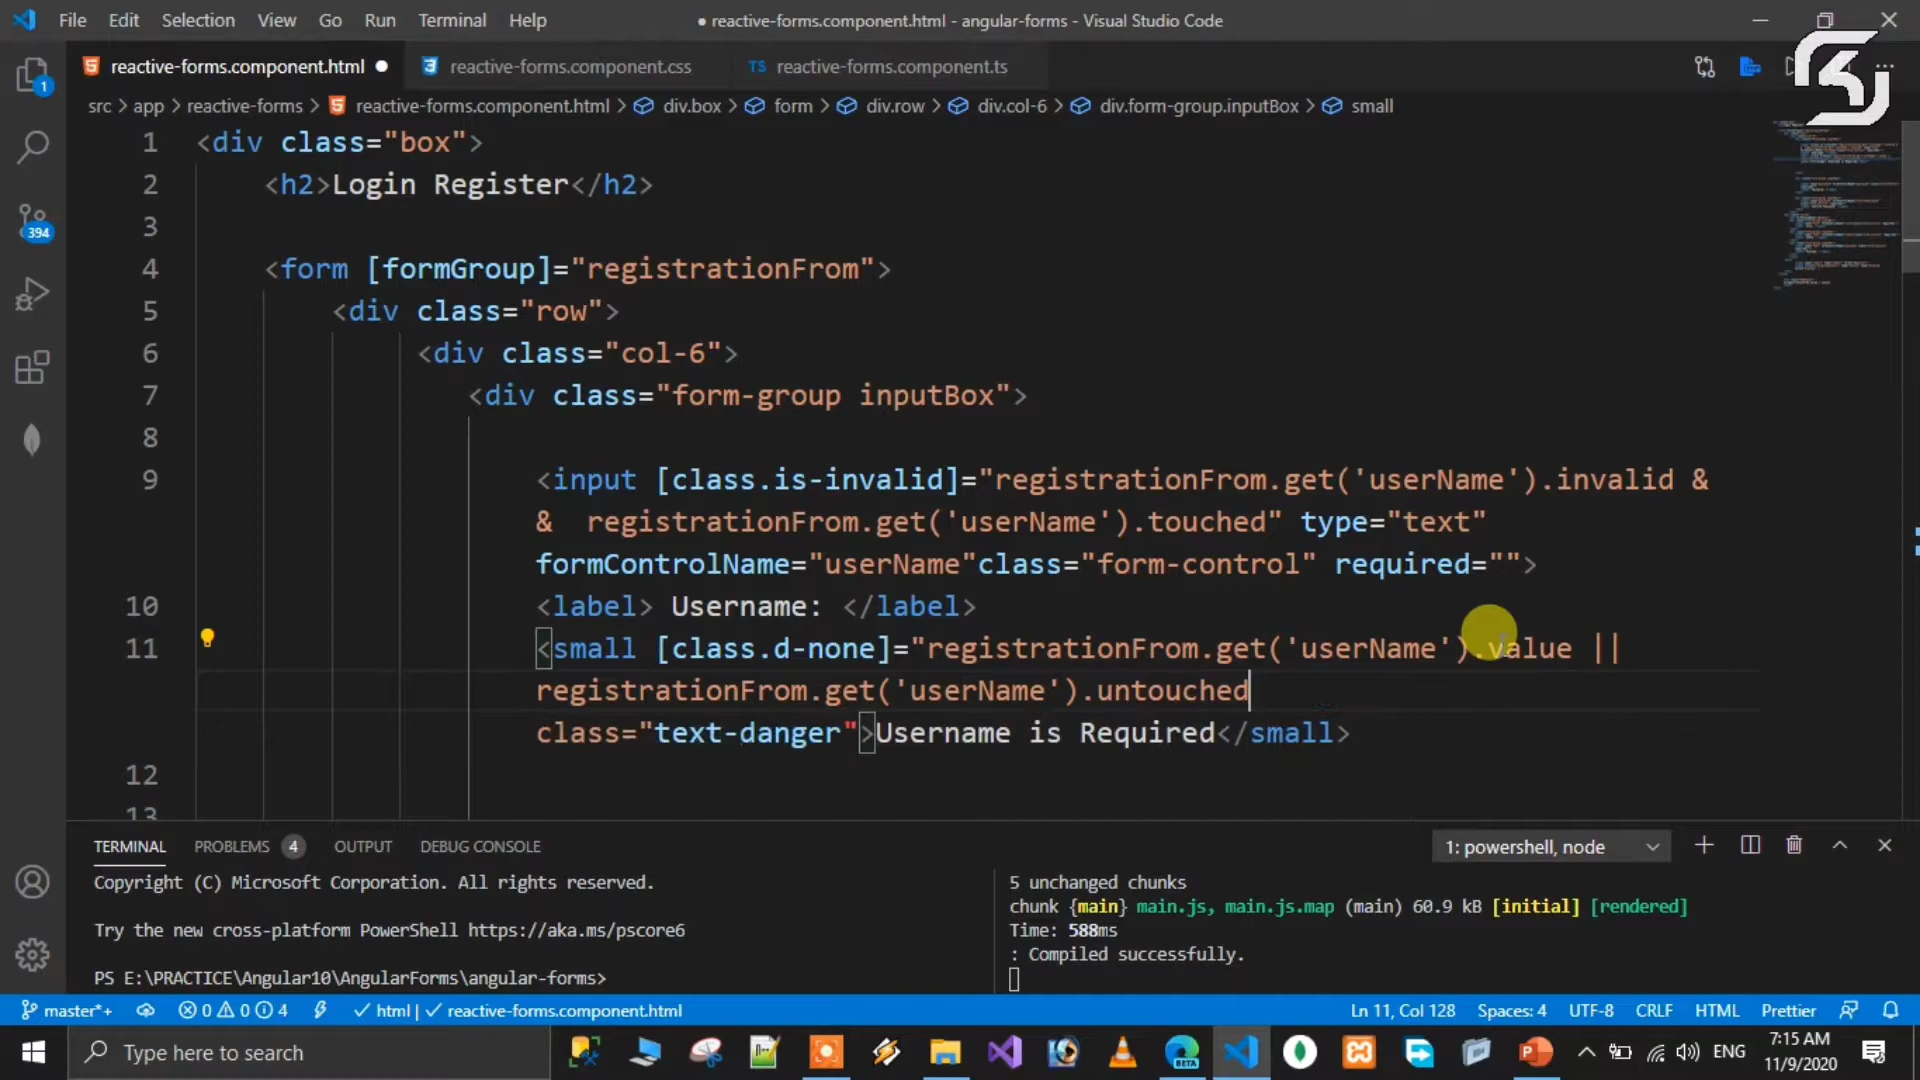 File Edit Selection View Go Run Terminal Help ● reactive-forms.component.html - angular-forms - Visual Studio Code
reactive-forms.component.html ● reactive-forms.component.css TS reactive-forms.component.ts
src > app > reactive-forms > reactive-forms.component.html > div.box > form > div.row > div.col-6 > div.form-group.inputBox > small
1 <div class="box">
2 <h2>Login Register</h2>
3
4 <form [formGroup]="registrationFrom">
5 <div class="row">
6 <div class="col-6">
7 <div class="form-group inputBox">
8
9 <input [class.is-invalid]="registrationFrom.get('userName').invalid &
& registrationFrom.get('userName').touched" type="text"
formControlName="userName"class="form-control" required="">
10 <label> Username: </label>
11 <small [class.d-none]="registrationFrom.get('userName').value ||
registrationFrom.get('userName').untouched
class="text-danger">Username is Required</small>
12
13
1
394
TERMINAL PROBLEMS 4 OUTPUT DEBUG CONSOLE 1: powershell, node
Copyright (C) Microsoft Corporation. All rights reserved.
Try the new cross-platform PowerShell https://aka.ms/pscore6
PS E:\PRACTICE\Angular10\AngularForms\angular-forms>
5 unchanged chunks
chunk {main} main.js, main.js.map (main) 60.9 kB [initial] [rendered]
Time: 588ms
: Compiled successfully.
master*+ 0 0 4 html | reactive-forms.component.html Ln 11, Col 128 Spaces: 4 UTF-8 CRLF HTML Prettier
Type here to search BETA ENG 7:15 AM
11/9/2020